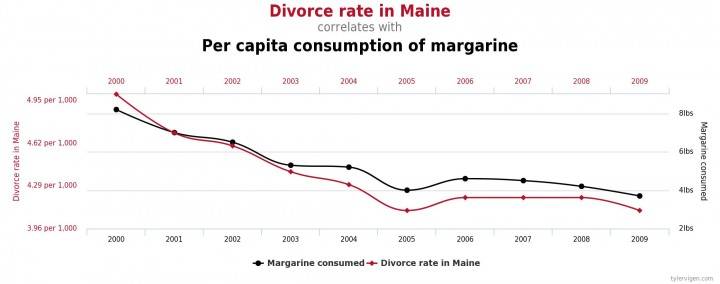 Divorce rate in Maine
correlates with
Per capita consumption of margarine
2000 2001 2002 2003 2004 2005 2006 2007 2008 2009
4.95 per 1,000
4.62 per 1,000
4.29 per 1,000
3.96 per 1,000
Divorce rate in Maine
8lbs
6lbs
4lbs
2lbs
Margarine Consumed
2000 2001 2002 2003 2004 2005 2006 2007 2008 2009
Margarine consumed Divorce rate in Maine
tylervigen.com